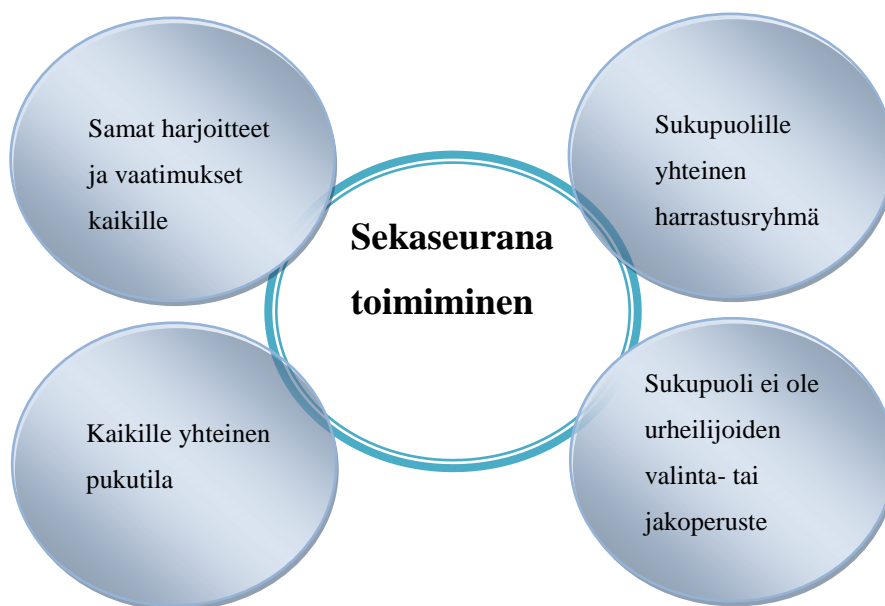 Samat harjoitteet
ja vaatimukset
kaikille
Sukupuolille
yhteinen
harrastusryhmä
Sekaseurana
toimiminen
Kaikille yhteinen
pukutila
Sukupuoli ei ole
urheilijoiden
valinta- tai
jakoperuste